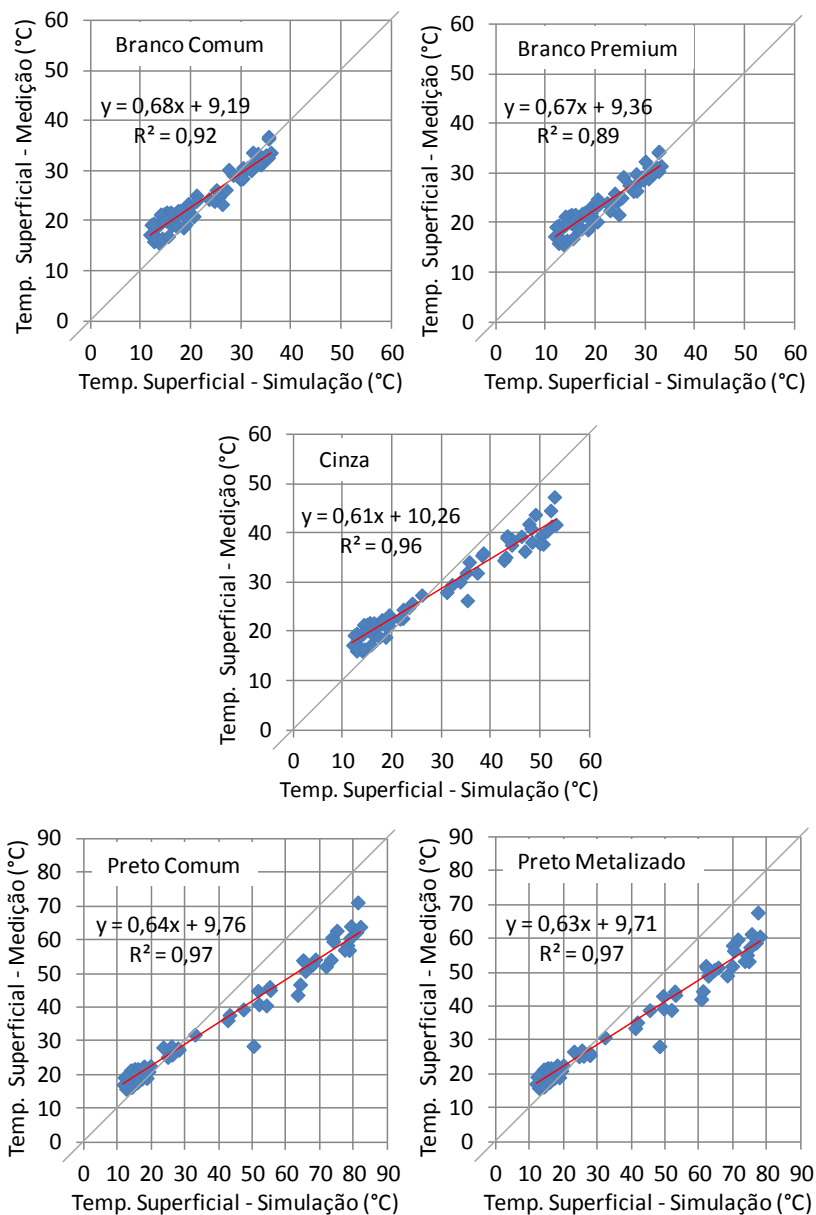 Branco Comum
y = 0,68x + 9,19
R² = 0,92
Temp. Superficial - Medição (°C)
60
50
40
30
20
10
0
0 10 20 30 40 50 60
Temp. Superficial - Simulação (°C)
Branco Premium
y = 0,67x + 9,36
R² = 0,89
Temp. Superficial - Medição (°C)
60
50
40
30
20
10
0
0 10 20 30 40 50 60
Temp. Superficial - Simulação (°C)
Cinza
y = 0,61x + 10,26
R² = 0,96
Temp. Superficial - Medição (°C)
60
50
40
30
20
10
0
0 10 20 30 40 50 60
Temp. Superficial - Simulação (°C)
Preto Comum
y = 0,64x + 9,76
R² = 0,97
Temp. Superficial - Medição (°C)
90
80
70
60
50
40
30
20
10
0
0 10 20 30 40 50 60 70 80 90
Temp. Superficial - Simulação (°C)
Preto Metalizado
y = 0,63x + 9,71
R² = 0,97
Temp. Superficial - Medição (°C)
90
80
70
60
50
40
30
20
10
0
0 10 20 30 40 50 60 70 80 90
Temp. Superficial - Simulação (°C)